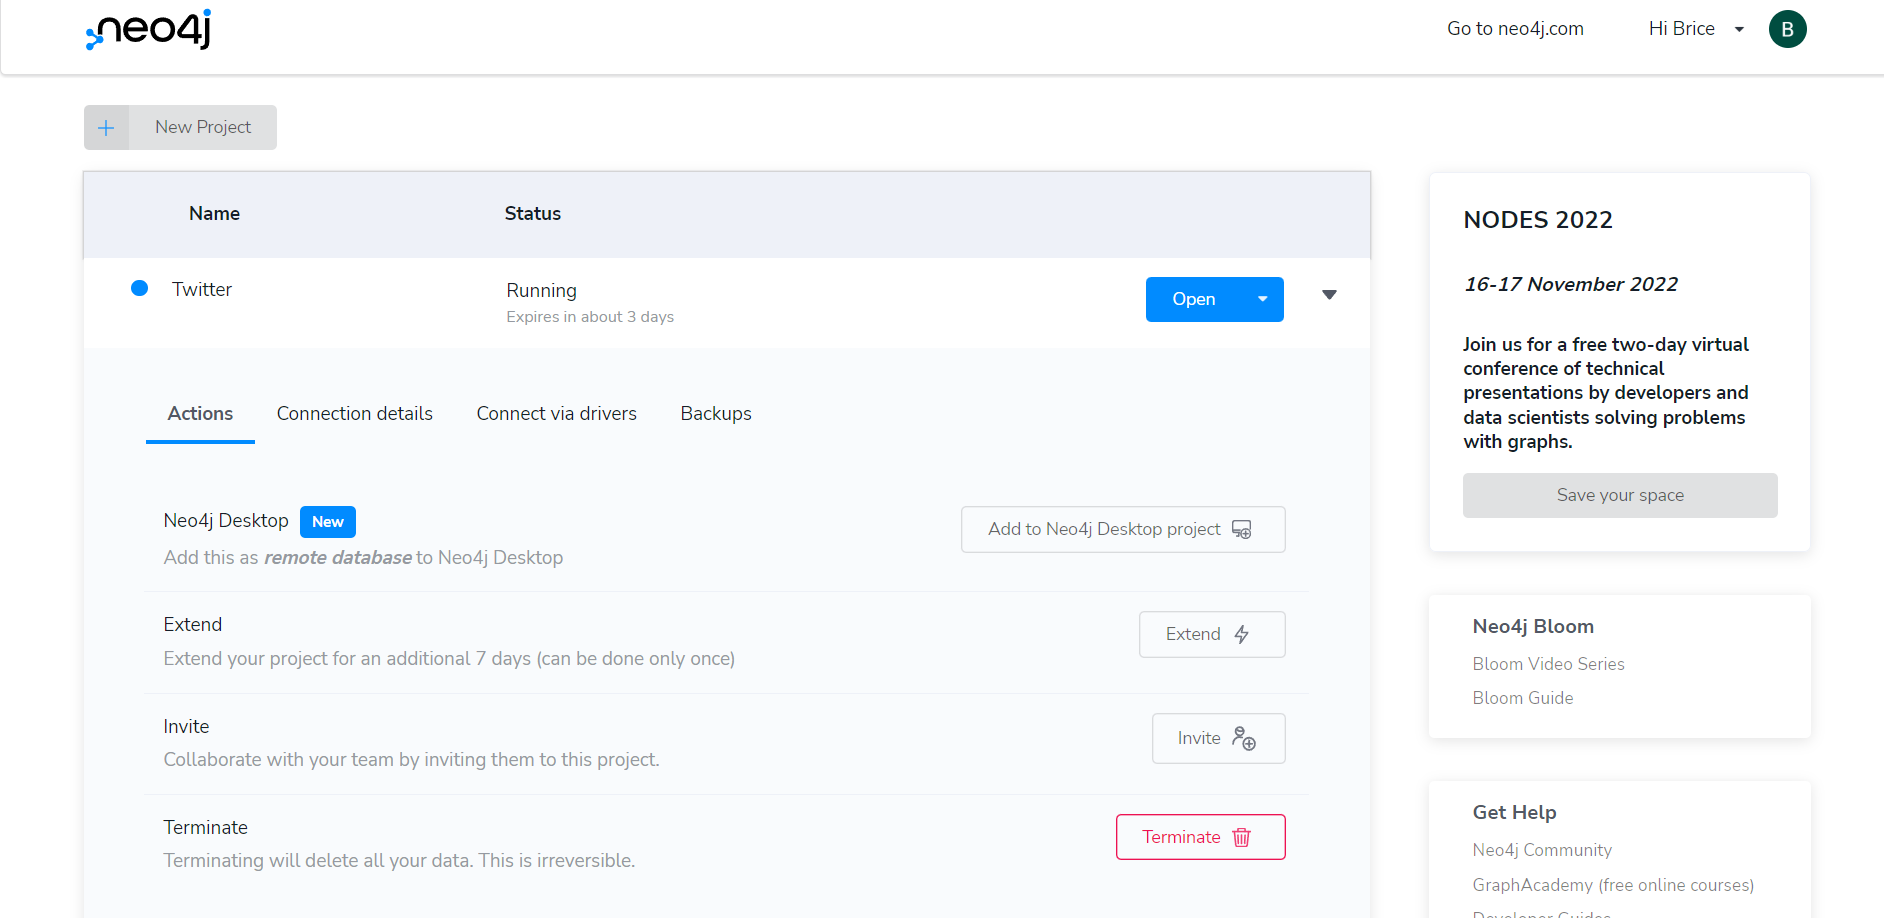 neo4j
Go to neo4j.com
Hi Brice
B
New Project
Name
Status
Twitter
Running
Expires in about 3 days
Open
Actions
Connection details
Connect via drivers
Backups
Neo4j Desktop New
Add this as remote database to Neo4j Desktop
Add to Neo4j Desktop project
Extend
Extend your project for an additional 7 days (can be done only once)
Extend
Invite
Collaborate with your team by inviting them to this project.
Invite
Terminate
Terminating will delete all your data. This is irreversible.
Terminate
NODES 2022
16-17 November 2022
Join us for a free two-day virtual
conference of technical
presentations by developers and
data scientists solving problems
with graphs.
Save your space
Neo4j Bloom
Bloom Video Series
Bloom Guide
Get Help
Neo4j Community
GraphAcademy (free online courses)
Developer Guides